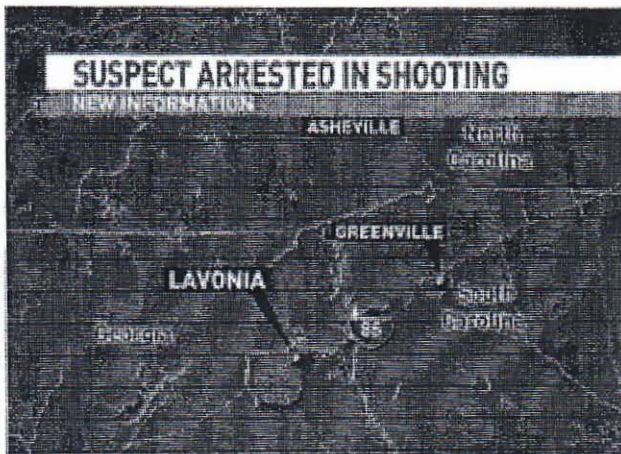 SUSPECT ARRESTED IN SHOOTING
NEW INFORMATION
ASHEVILLE
North
Carolina
GREENVILLE
LAVONIA
South
Carolina
Georgia
85